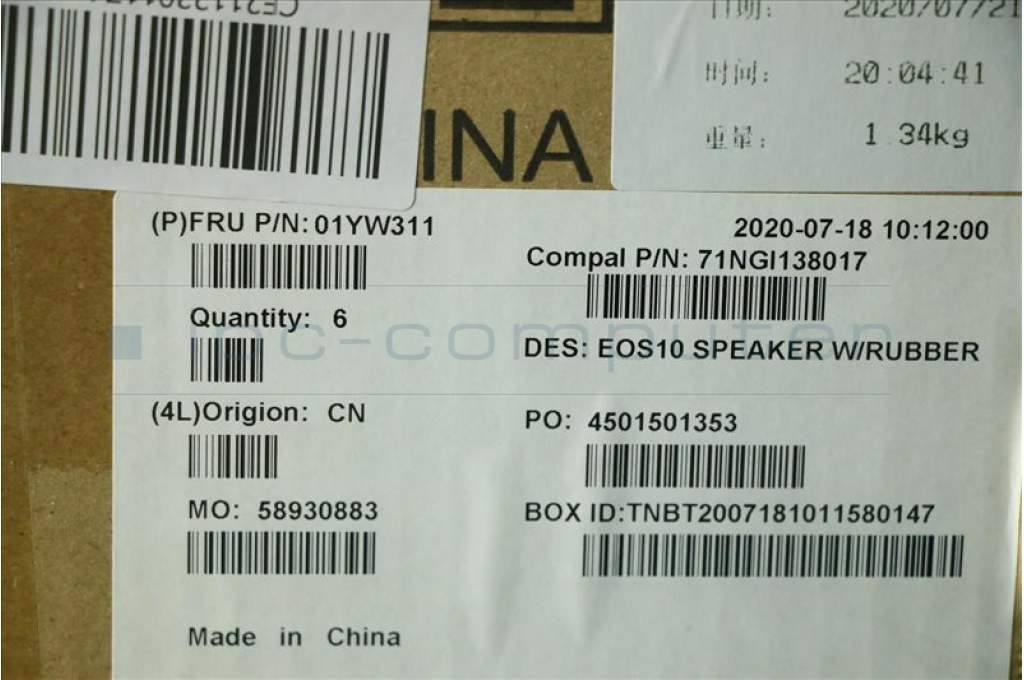 INA
日期: 2020/07/21
时间: 20:04:41
重量: 1.34kg
(P)FRU P/N: 01YW311
2020-07-18 10:12:00
Compal P/N: 71NGI138017
Quantity: 6
ipc-computer
DES: EOS10 SPEAKER W/RUBBER
(4L)Origion: CN
PO: 4501501353
MO: 58930883
BOX ID:TNBT2007181011580147
Made in China